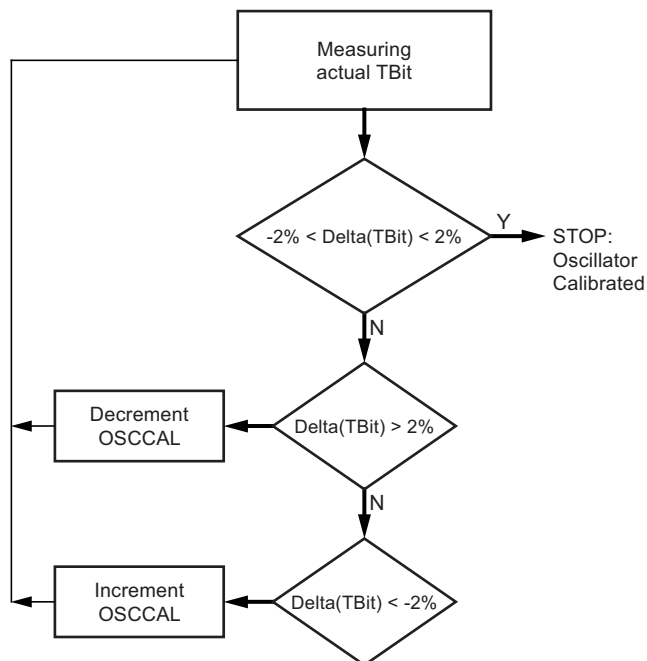 Measuring
actual TBit
-2% < Delta(TBit) < 2%
Y
STOP:
Oscillator
Calibrated
N
Decrement
OSCCAL
Delta(TBit) > 2%
N
Increment
OSCCAL
Delta(TBit) < -2%